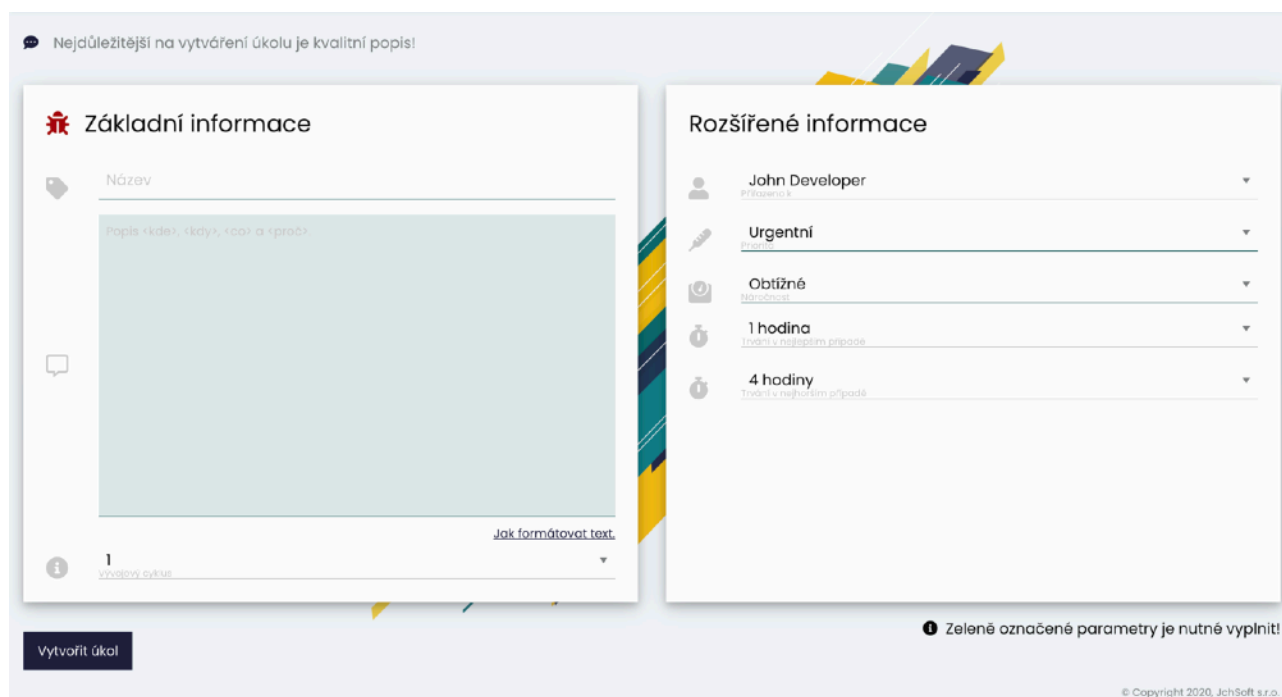 Nejdůležitější na vytváření úkolu je kvalitní popis!
Základní informace
Název
Popis <kde>, <kdy>, <co> a <proč>.
Jak formátovat text.
1
Vývojový cyklus
Rozšířené informace
John Developer
Přiřazeno k
Urgentní
Priorita
Obtížné
Náročnost
1 hodina
Trvání v nejlepším případě
4 hodiny
Trvání v nejhorším případě
Zeleně označené parametry je nutné vyplnit!
Vytvořit úkol
© Copyright 2020, JchSoft s.r.o.